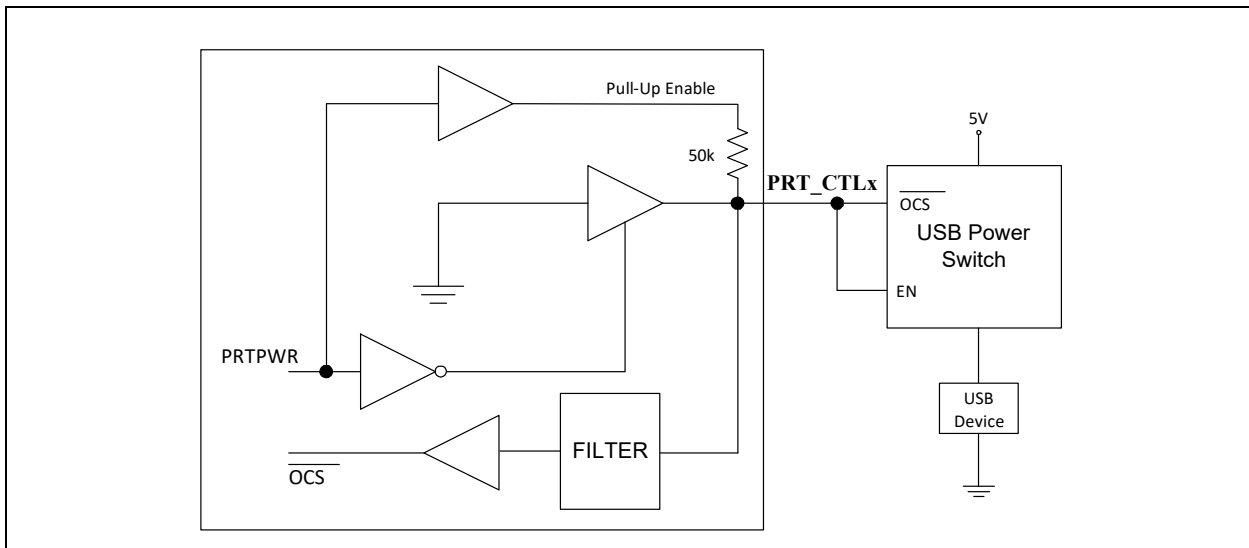 Pull-Up Enable
5V
50k
PRT_CTLx
OCS
USB Power
Switch
EN
PRTPWR
USB
Device
FILTER
OCS